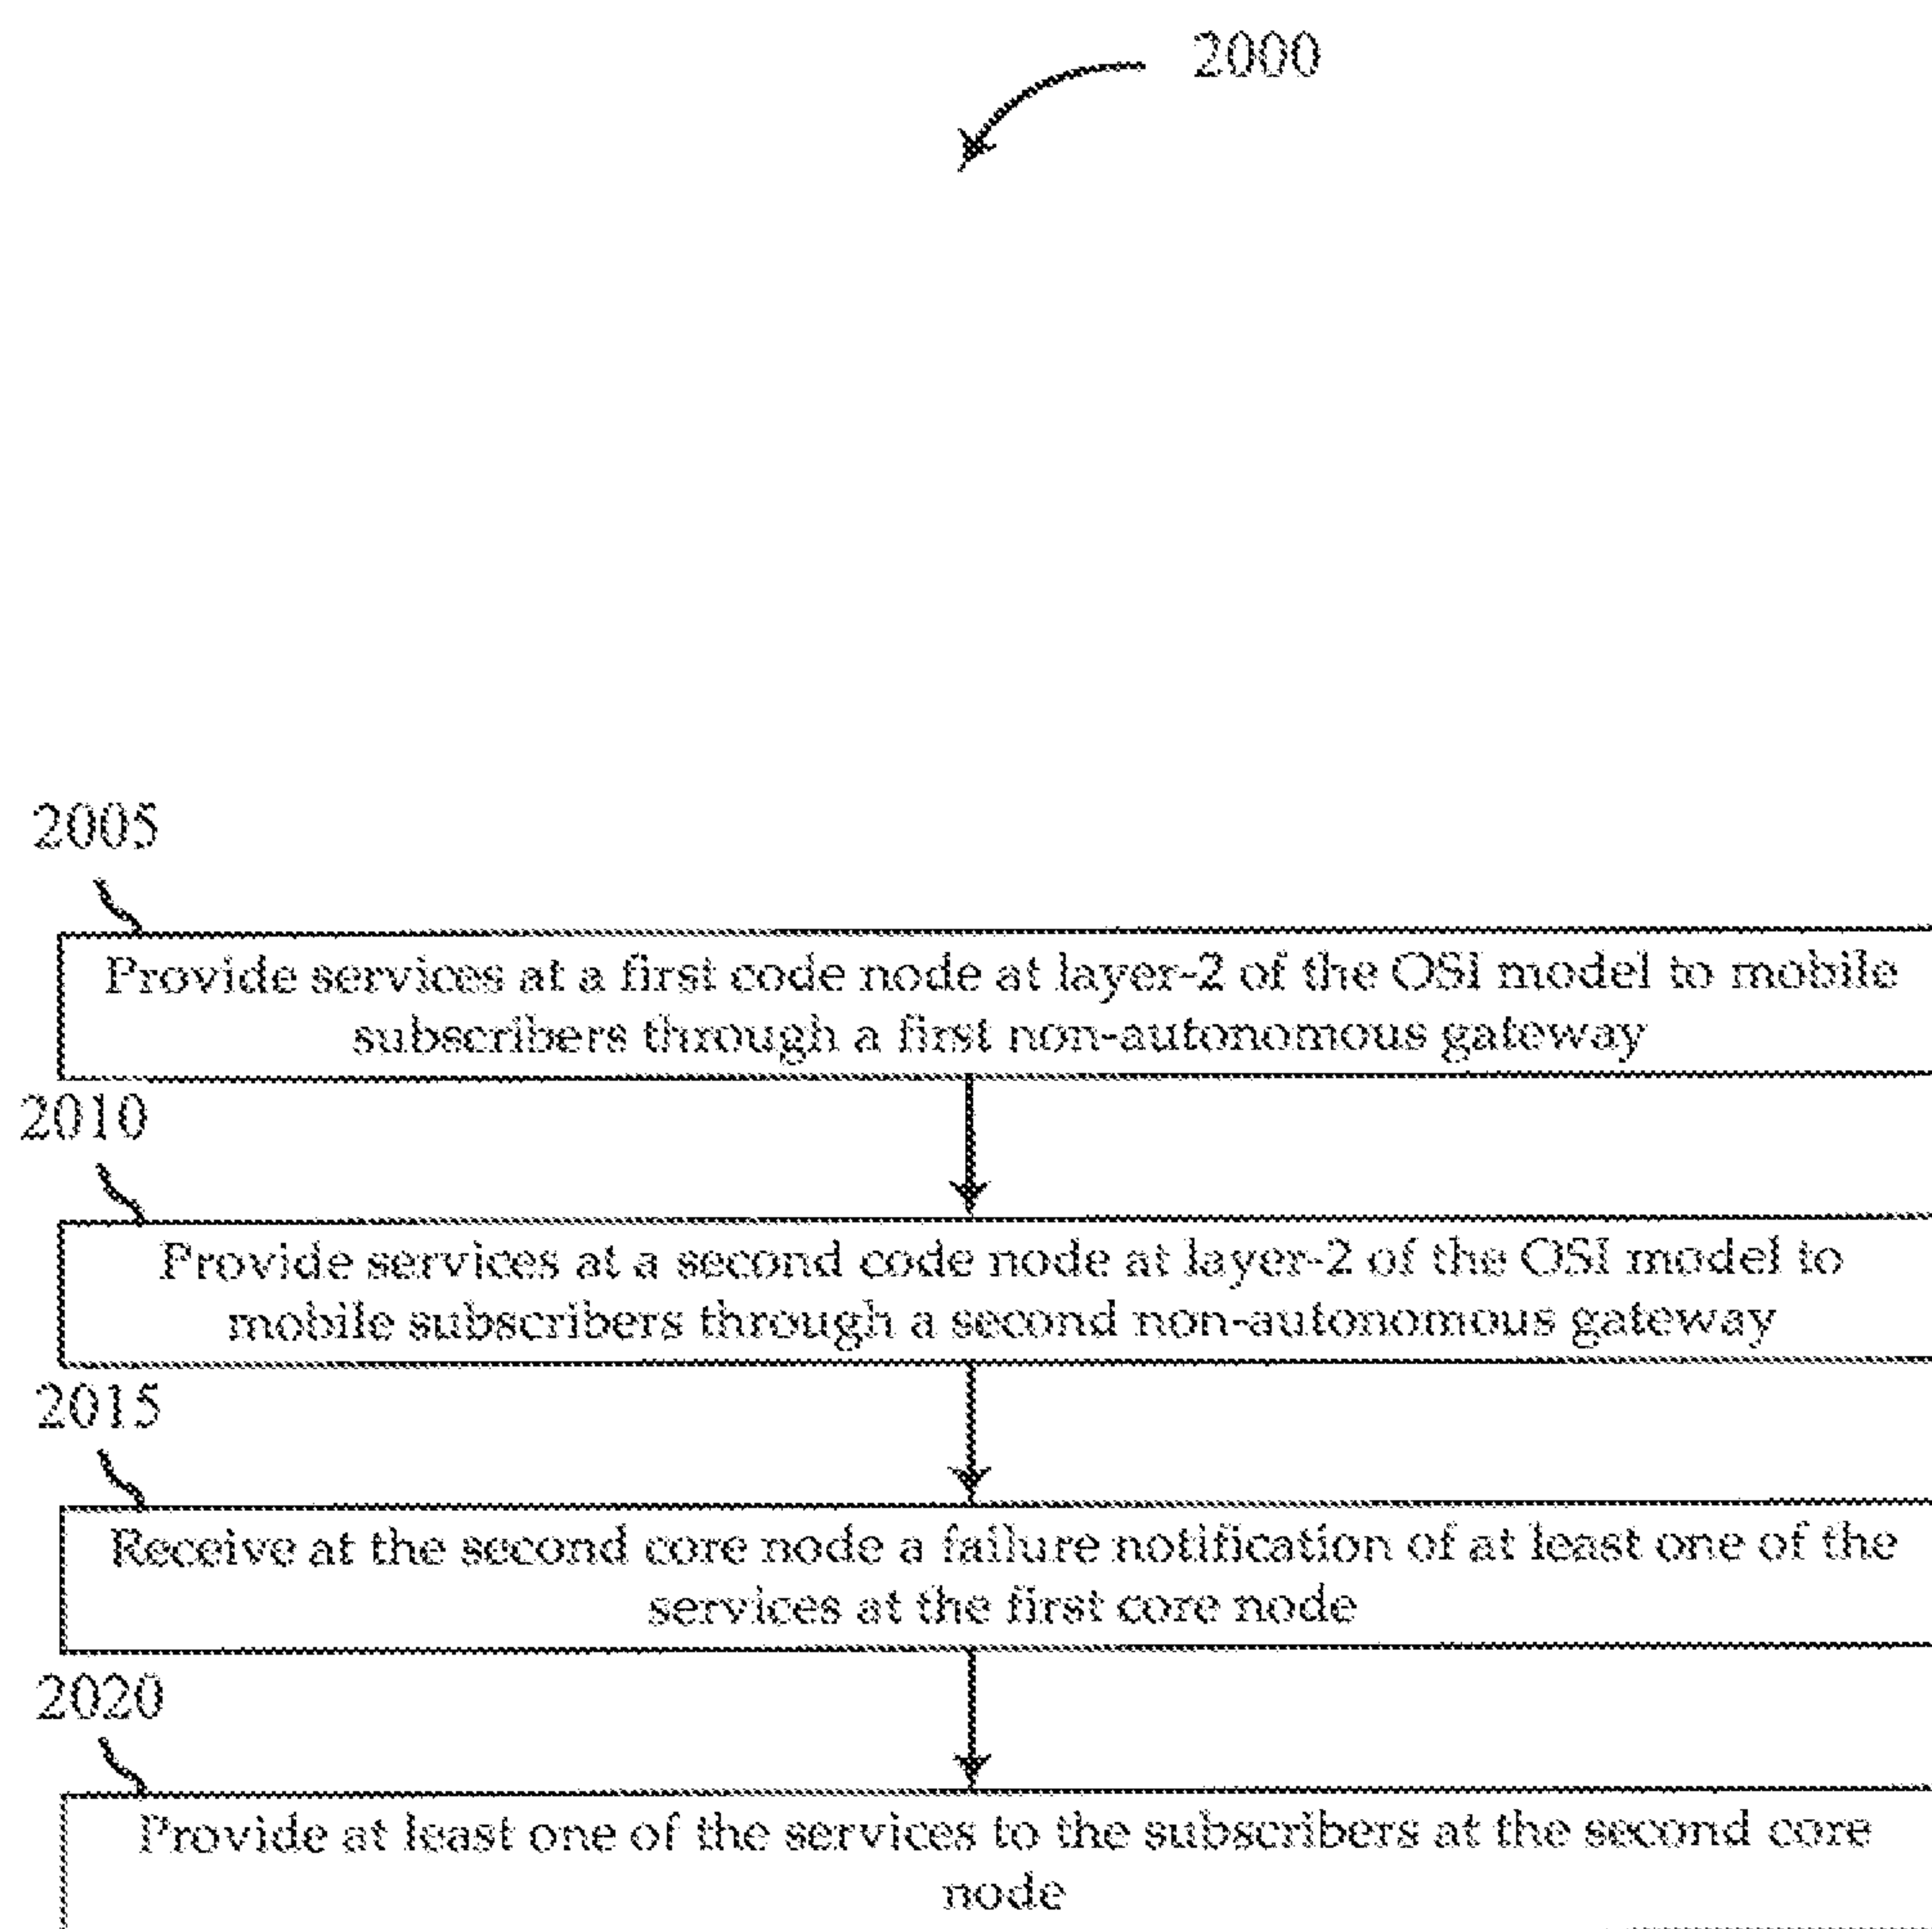 2000
2005
Provide services at a first code node at layer-2 of the OSI model to mobile
subscribers through a first non-autonomous gateway
2010
Provide services at a second code node at layer-2 of the OSI model to
mobile subscribers through a second non-autonomous gateway
2015
Receive at the second core node a failure notification of at least one of the
services at the first core node
2020
Provide at least one of the services to the subscribers at the second core
node